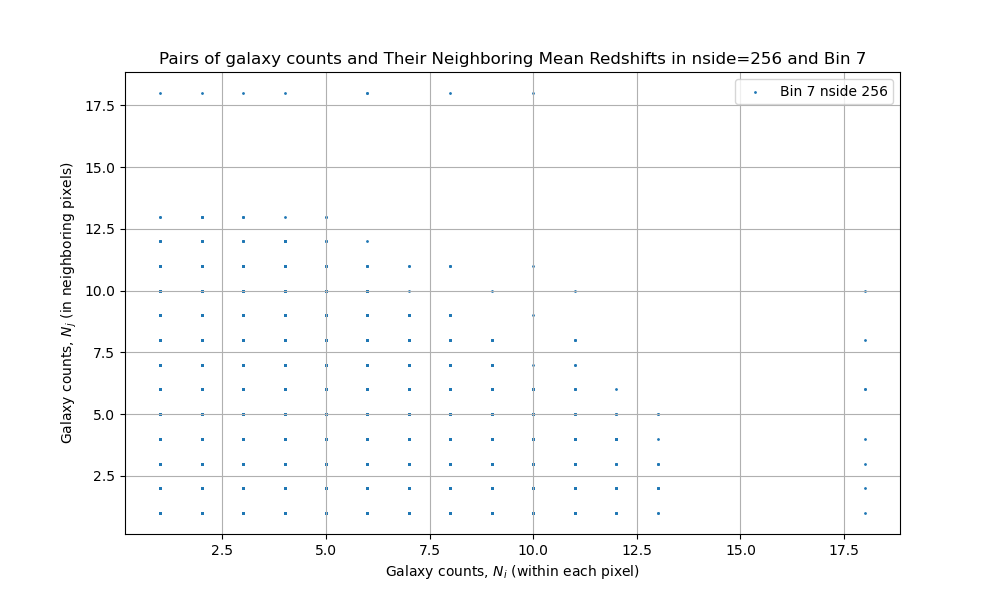 Pairs of galaxy counts and Their Neighboring Mean Redshifts in nside=256 and Bin 7
Bin 7 nside 256
17.5
15.0
12.5
10.0
7.5
5.0
2.5
Galaxy counts, N_j (in neighboring pixels)
2.5 5.0 7.5 10.0 12.5 15.0 17.5
Galaxy counts, N_i (within each pixel)